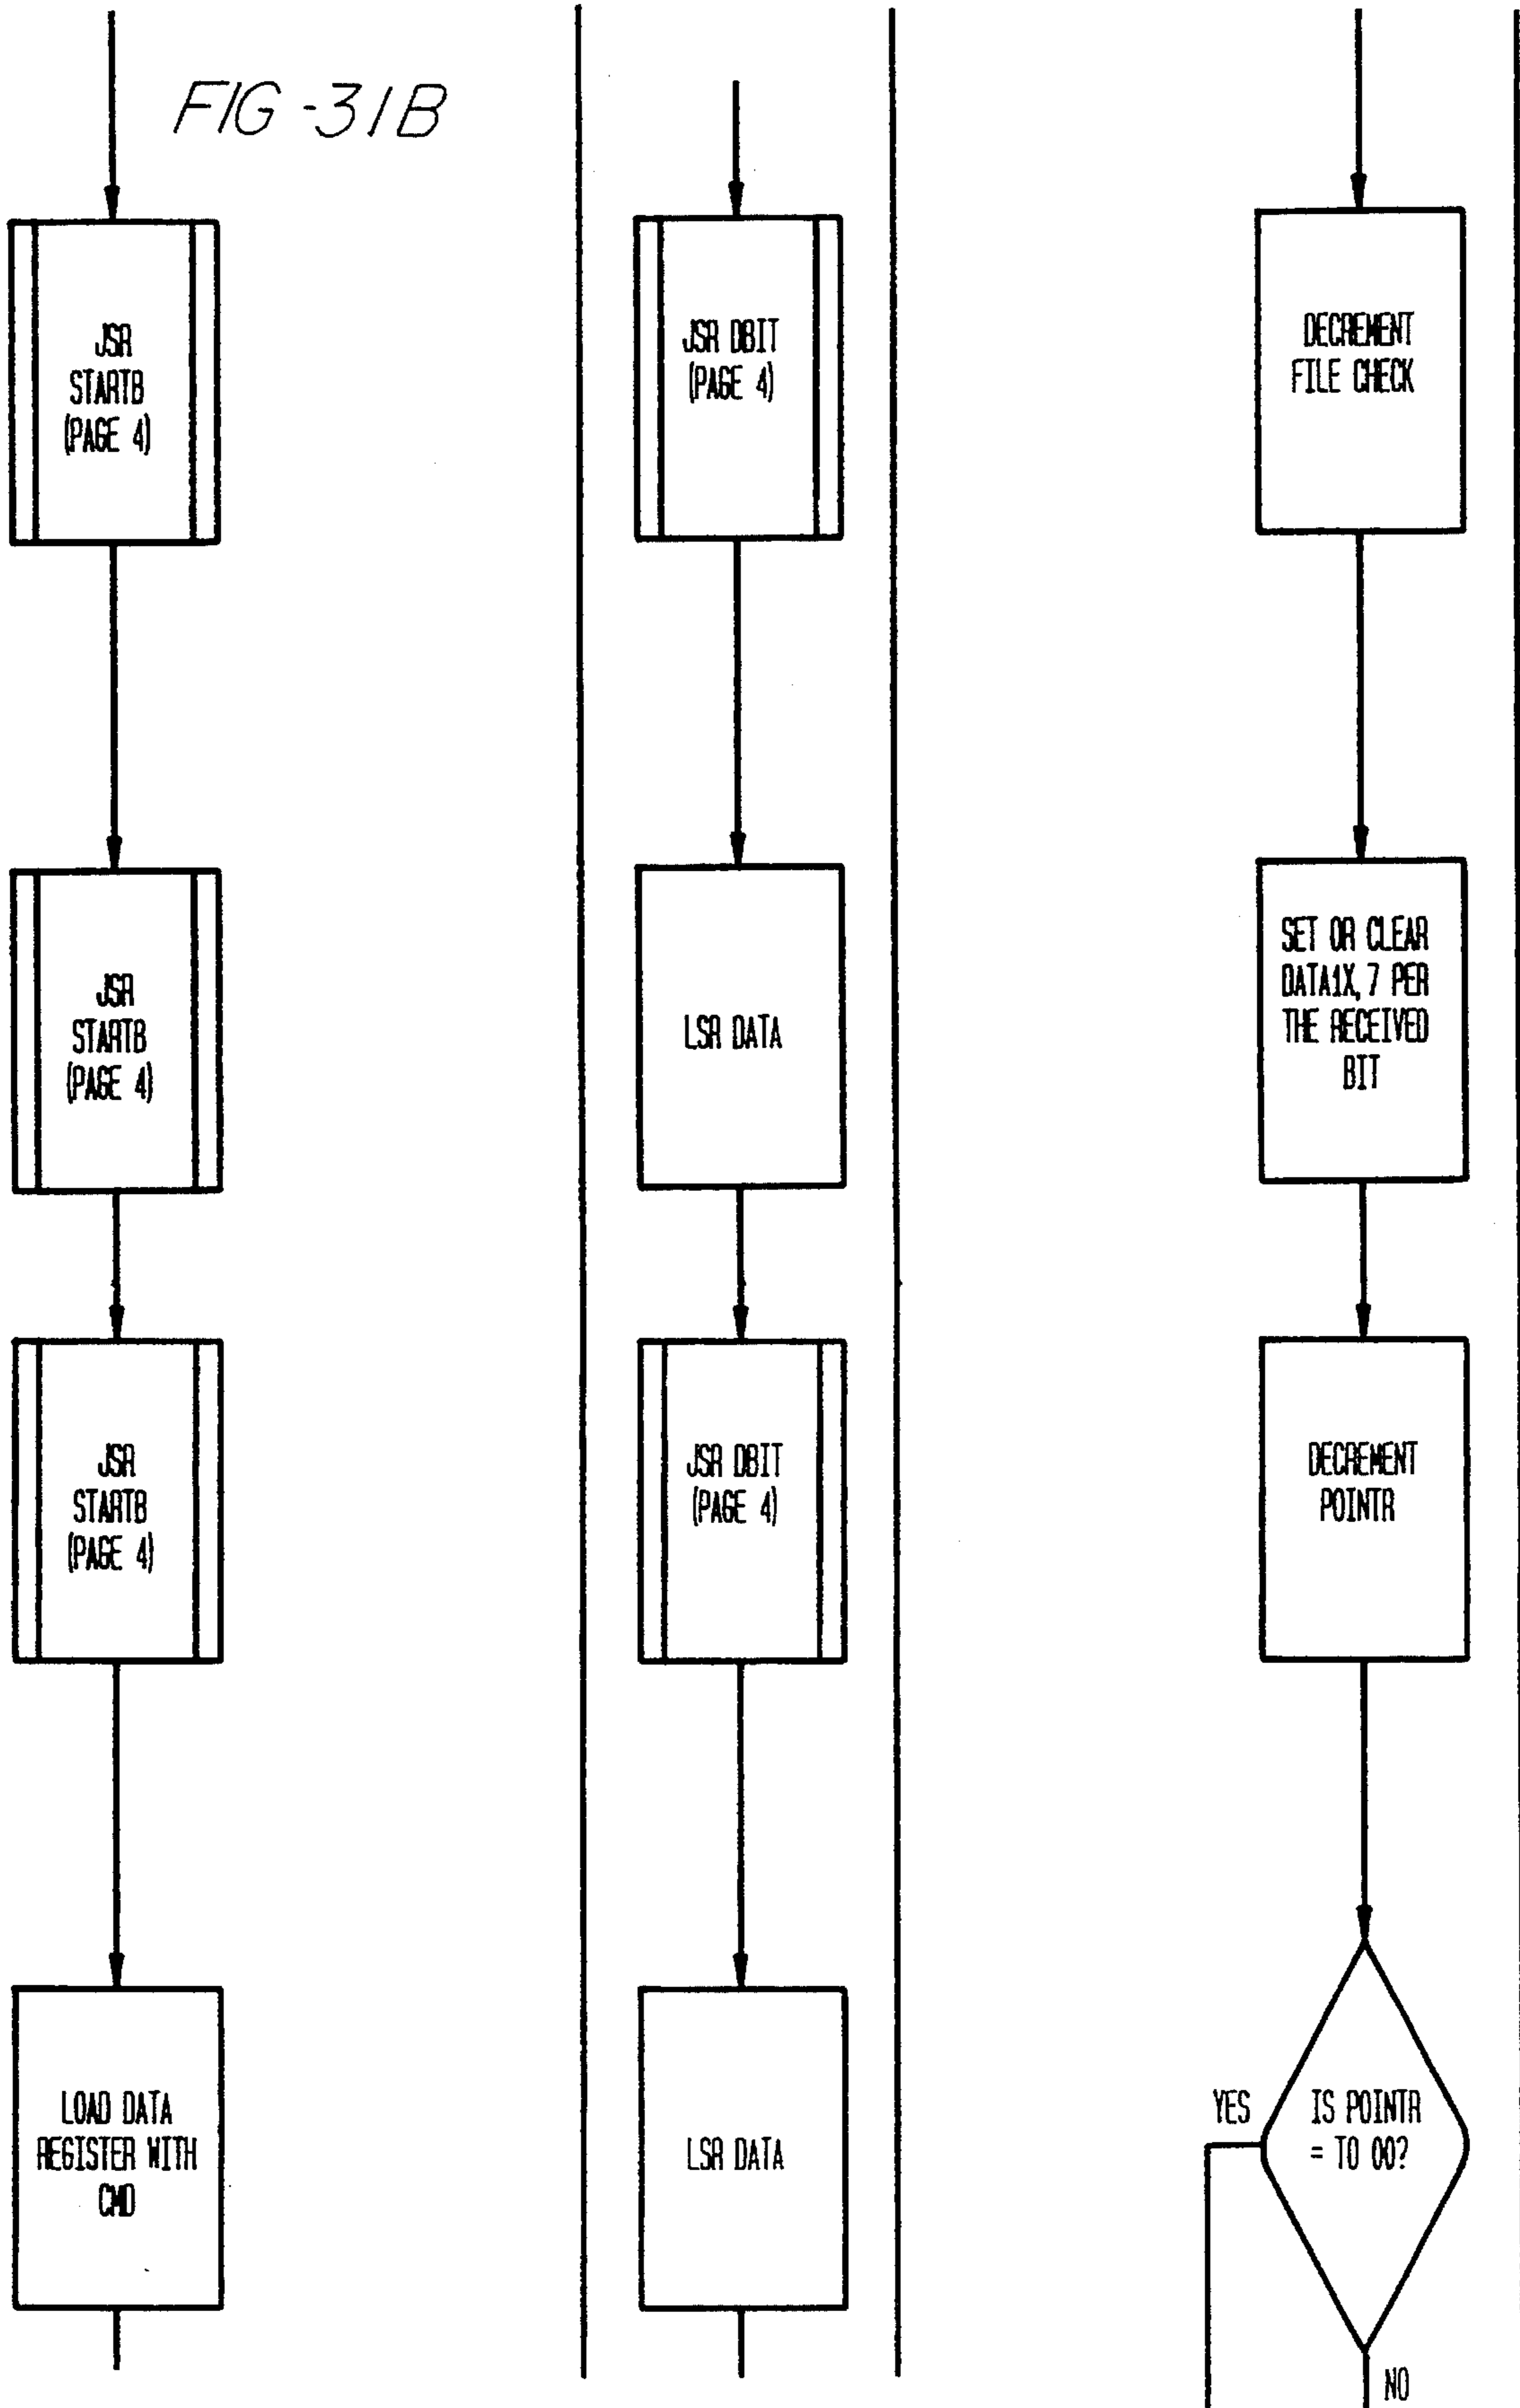 FIG-31B
JSR
STARTB
(PAGE 4)
JSR
STARTB
(PAGE 4)
JSR
STARTB
(PAGE 4)
LOAD DATA
REGISTER WITH
CMD
JSR DBIT
(PAGE 4)
LSR DATA
JSR DBIT
(PAGE 4)
LSR DATA
DECREMENT
FILE CHECK
SET OR CLEAR
DATA1X, 7 PER
THE RECEIVED
BIT
DECREMENT
POINTR
YES
IS POINTR
= TO 00?
NO